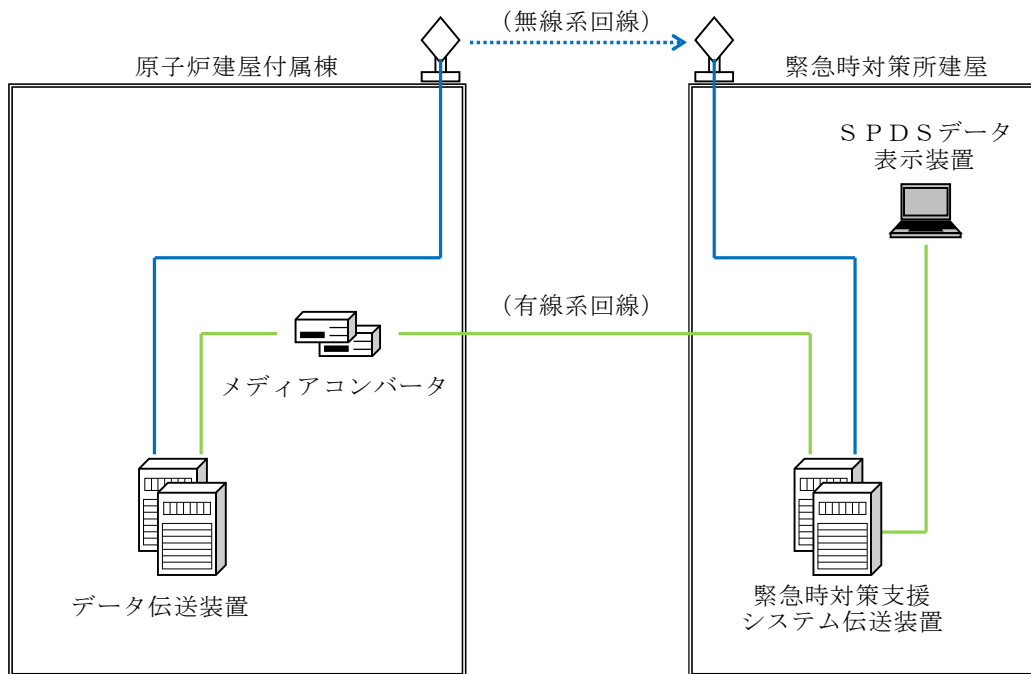 （無線系回線）
原子炉建屋付属棟
緊急時対策所建屋
ＳＰＤＳデータ
表示装置
（有線系回線）
メディアコンバータ
データ伝送装置
緊急時対策支援
システム伝送装置